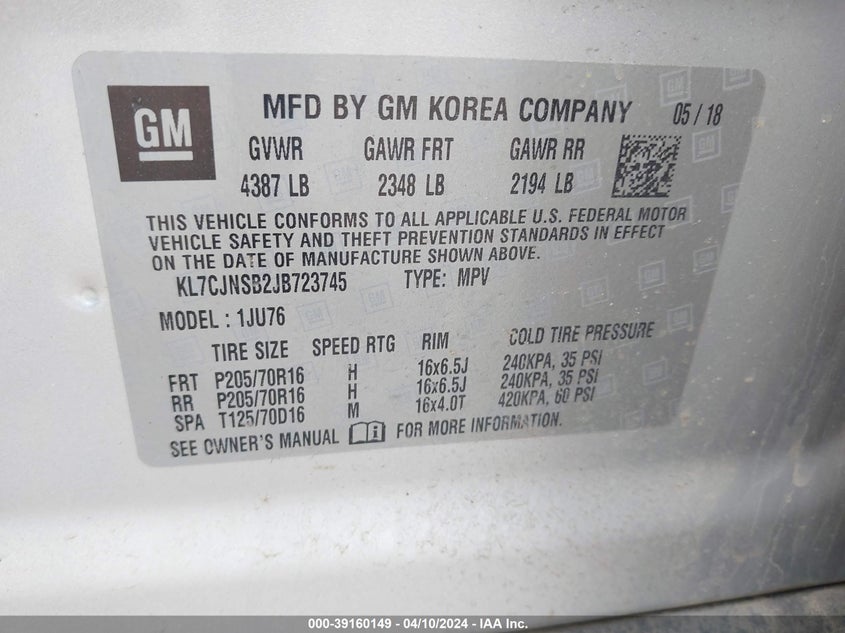 GM
MFD BY GM KOREA COMPANY 05 / 18
GVWR GAWR FRT GAWR RR
4387 LB 2348 LB 2194 LB
THIS VEHICLE CONFORMS TO ALL APPLICABLE U.S. FEDERAL MOTOR
VEHICLE SAFETY AND THEFT PREVENTION STANDARDS IN EFFECT
ON THE DATE OF MANUFACTURE SHOWN ABOVE.
KL7CJNSB2JB723745 TYPE: MPV
MODEL : 1JU76
TIRE SIZE SPEED RTG RIM COLD TIRE PRESSURE
FRT P205/70R16 H 16x6.5J 240KPA, 35 PSI
RR P205/70R16 H 16x6.5J 240KPA, 35 PSI
SPA T125/70D16 M 16x4.0T 420KPA, 60 PSI
SEE OWNER'S MANUAL FOR MORE INFORMATION.
000-39160149 - 04/10/2024 - IAA Inc.